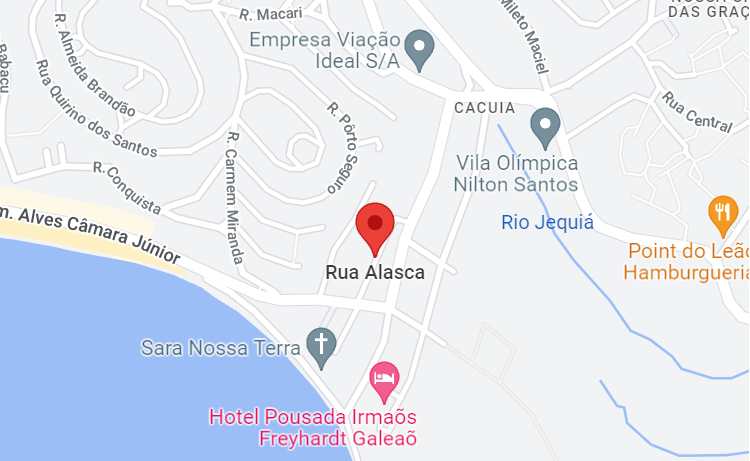 R. Macari
NOSSA S
DAS GRAÇ
Empresa Viação
Ideal S/A
Mileto Maciel
R. Almeida Brandão
Babaçu
Rua Quirino dos Santos
R. Pôrto Seguro
CACUIA
Rua Central
R. Carmem Miranda
R. Conquista
Vila Olímpica
Nilton Santos
m. Alves Câmara Júnior
Rio Jequiá
Point do Leão
Hamburgueria
Rua Alasca
Sara Nossa Terra
Hotel Pousada Irmaõs
Freyhardt Galeaõ